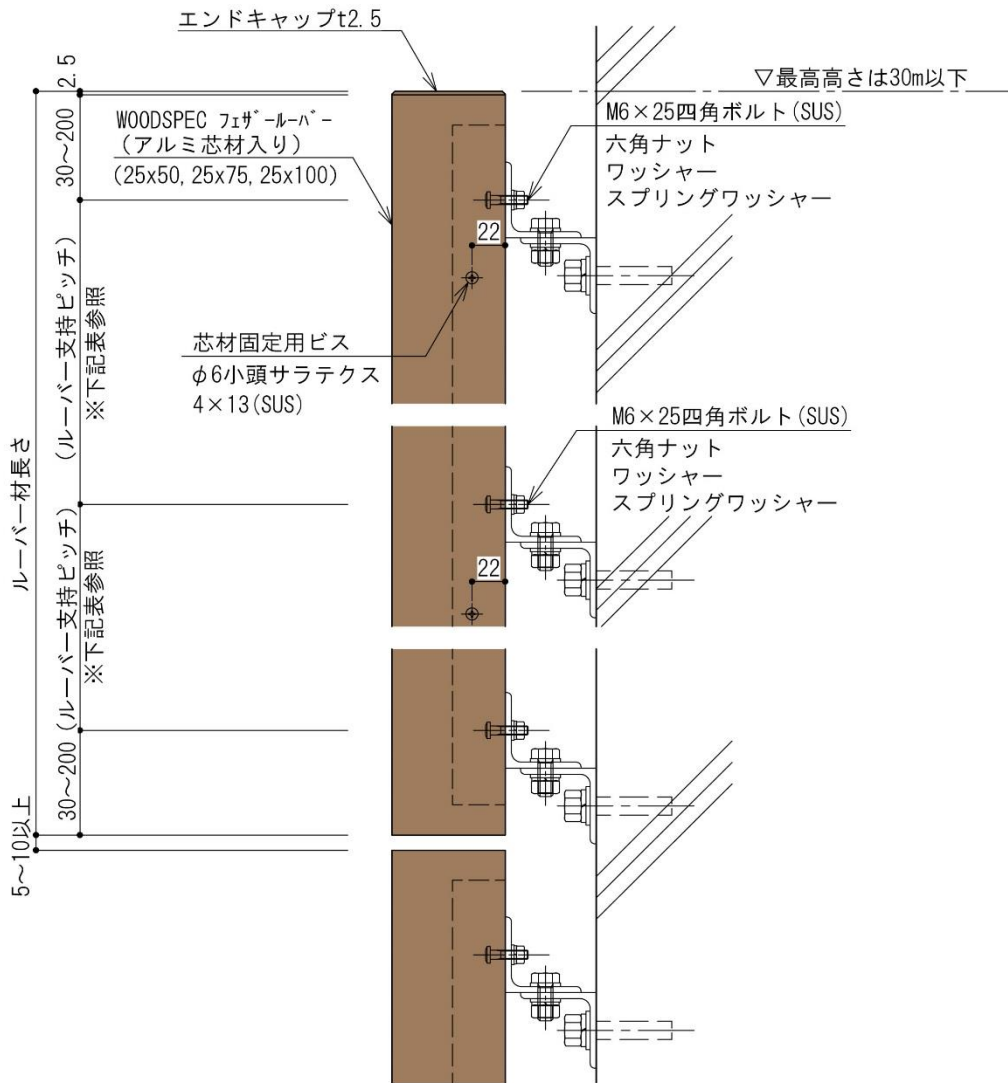 エンドキャップt2.5
▽最高高さは30m以下
2.5
30～200
WOODSPEC ﾌｪｻﾞｰﾙｰﾊﾞｰ
(アルミ芯材入り)
(25x50, 25x75, 25x100)
M6×25四角ボルト(SUS)
六角ナット
ワッシャー
スプリングワッシャー
22
(ルーバー支持ピッチ)
※下記表参照
芯材固定用ビス
φ6小頭サラテクス
4×13(SUS)
M6×25四角ボルト(SUS)
六角ナット
ワッシャー
スプリングワッシャー
ルーバー材長さ
22
(ルーバー支持ピッチ)
※下記表参照
30～200
5～10以上